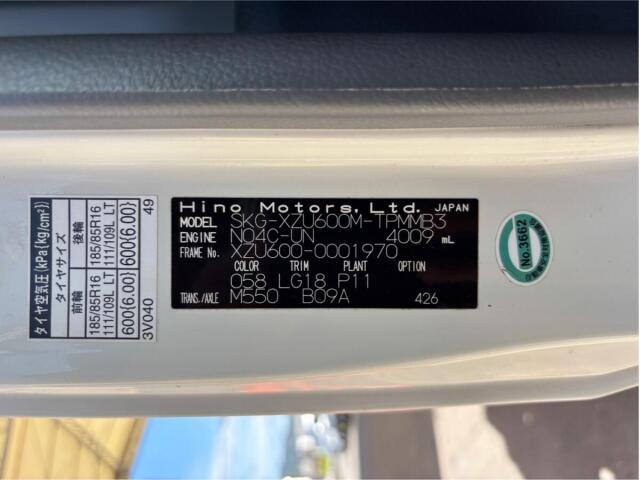 Hino Motors, Ltd. JAPAN
MODEL SKG-XZU600M-TPMMB3
ENGINE N04C-UN 4009 mL
FRAME No. XZU600-0001970
COLOR TRIM PLANT OPTION
058 LG18 P11
TRANS./AXLE M550 B09A 426
タイヤ空気圧(kPa{kg/cm²})
タイヤサイズ
前輪 後輪
185/85R16 185/85R16
111/109L LT 111/109L LT
600{6.00} 600{6.00}
3V040 49
No.3662